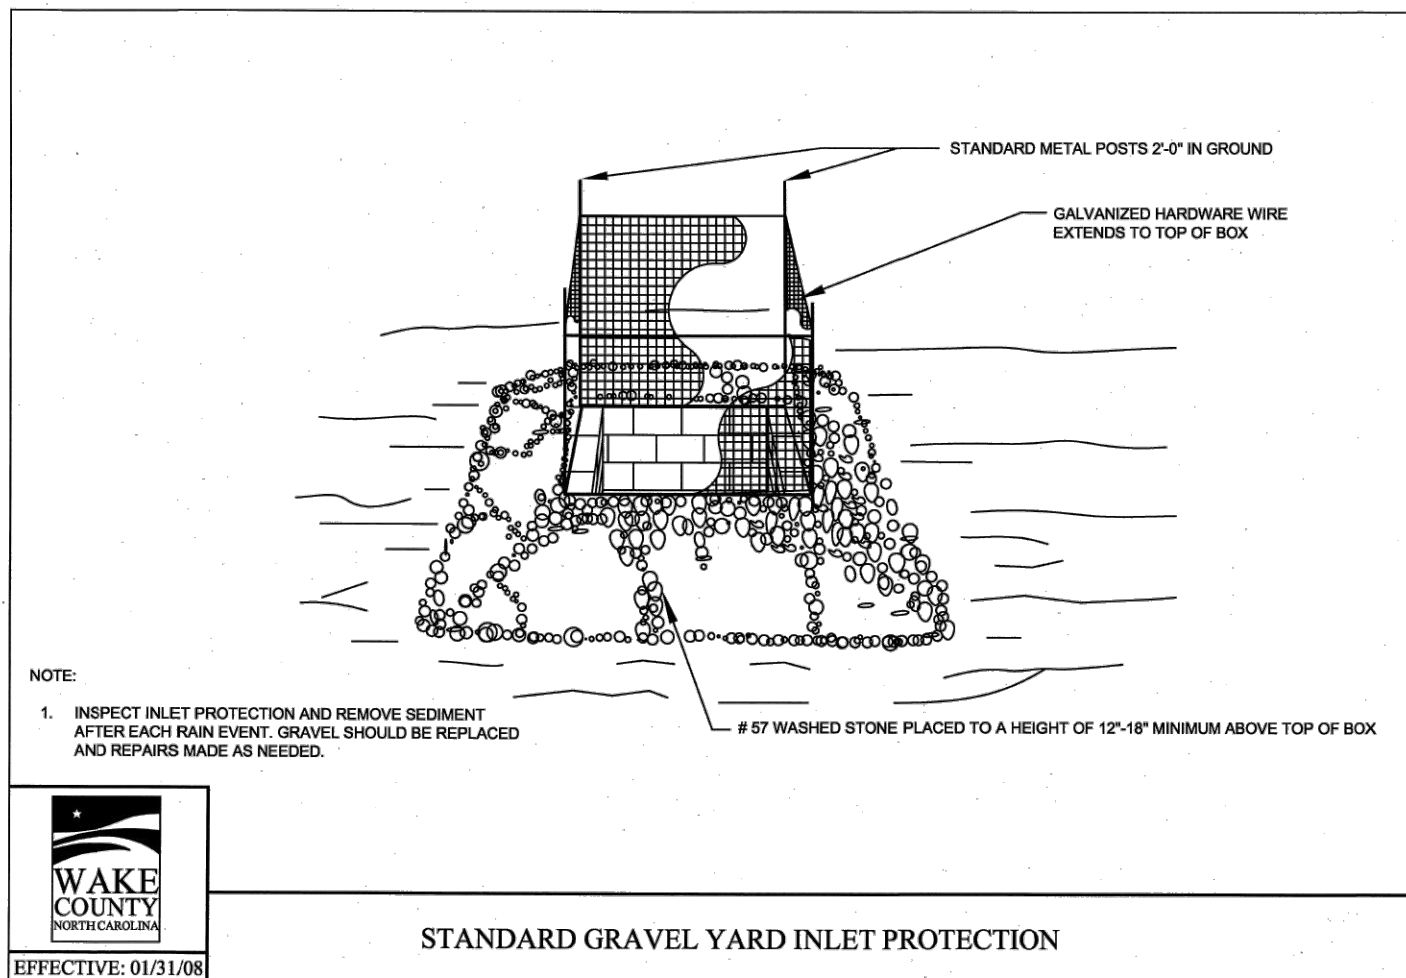 STANDARD METAL POSTS 2'-0" IN GROUND
GALVANIZED HARDWARE WIRE
EXTENDS TO TOP OF BOX
NOTE:
1. INSPECT INLET PROTECTION AND REMOVE SEDIMENT
AFTER EACH RAIN EVENT. GRAVEL SHOULD BE REPLACED
AND REPAIRS MADE AS NEEDED.
# 57 WASHED STONE PLACED TO A HEIGHT OF 12"-18" MINIMUM ABOVE TOP OF BOX
WAKE
COUNTY
NORTH CAROLINA
STANDARD GRAVEL YARD INLET PROTECTION
EFFECTIVE: 01/31/08